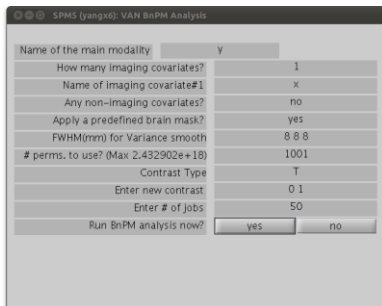 SPMS (yangx6): VAN BnPM Analysis
Name of the main modality y
How many imaging covariates? 1
Name of imaging covariate#1 x
Any non-imaging covariates? no
Apply a predefined brain mask? yes
FWHM(mm) for Variance smooth 8 8 8
# perms. to use? (Max 2.432902e+18) 1001
Contrast Type T
Enter new contrast 0 1
Enter # of jobs 50
Run BnPM analysis now? yes no